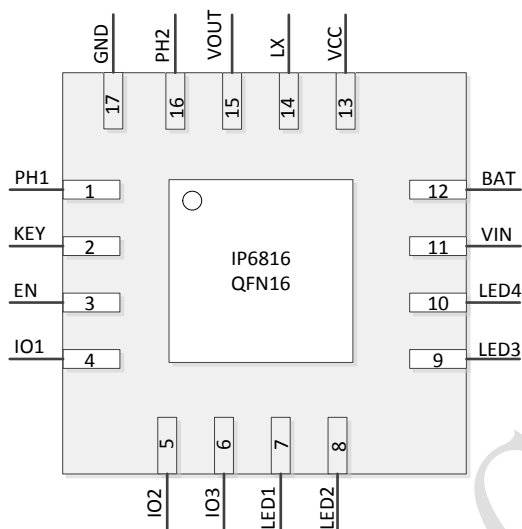 GND
PH2
VOUT
LX
VCC
17
16
15
14
13
PH1
1
12
BAT
KEY
2
11
VIN
EN
3
10
LED4
IO1
4
9
LED3
IP6816
QFN16
5
6
7
8
IO2
IO3
LED1
LED2